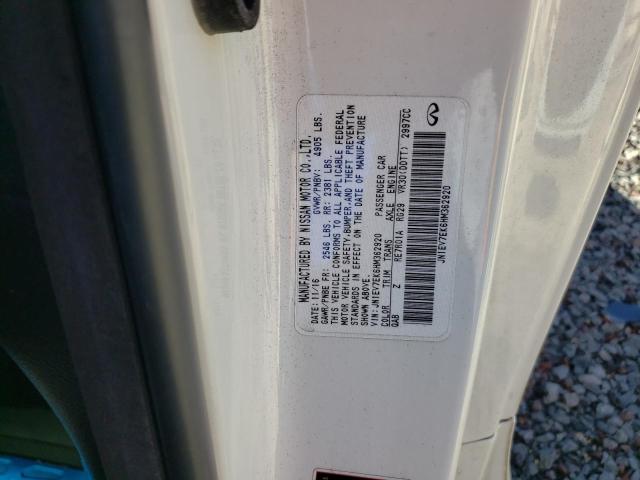 MANUFACTURED BY NISSAN MOTOR CO.,LTD.
DATE: 11/16 GVWR/PNBV: 4905 LBS.
GAWR/PNBE FR: 2546 LBS. RR: 2381 LBS.
THIS VEHICLE CONFORMS TO ALL APPLICABLE FEDERAL
MOTOR VEHICLE SAFETY,BUMPER,AND THEFT PREVENTION
STANDARDS IN EFFECT ON THE DATE OF MANUFACTURE
SHOWN ABOVE.
VIN: JN1EV7EK6HM362920 PASSENGER CAR
COLOR TRIM TRANS AXLE ENGINE
QAB Z RE7R01A R029 VR30(DDTT) 2997CC
JN1EV7EK6HM362920